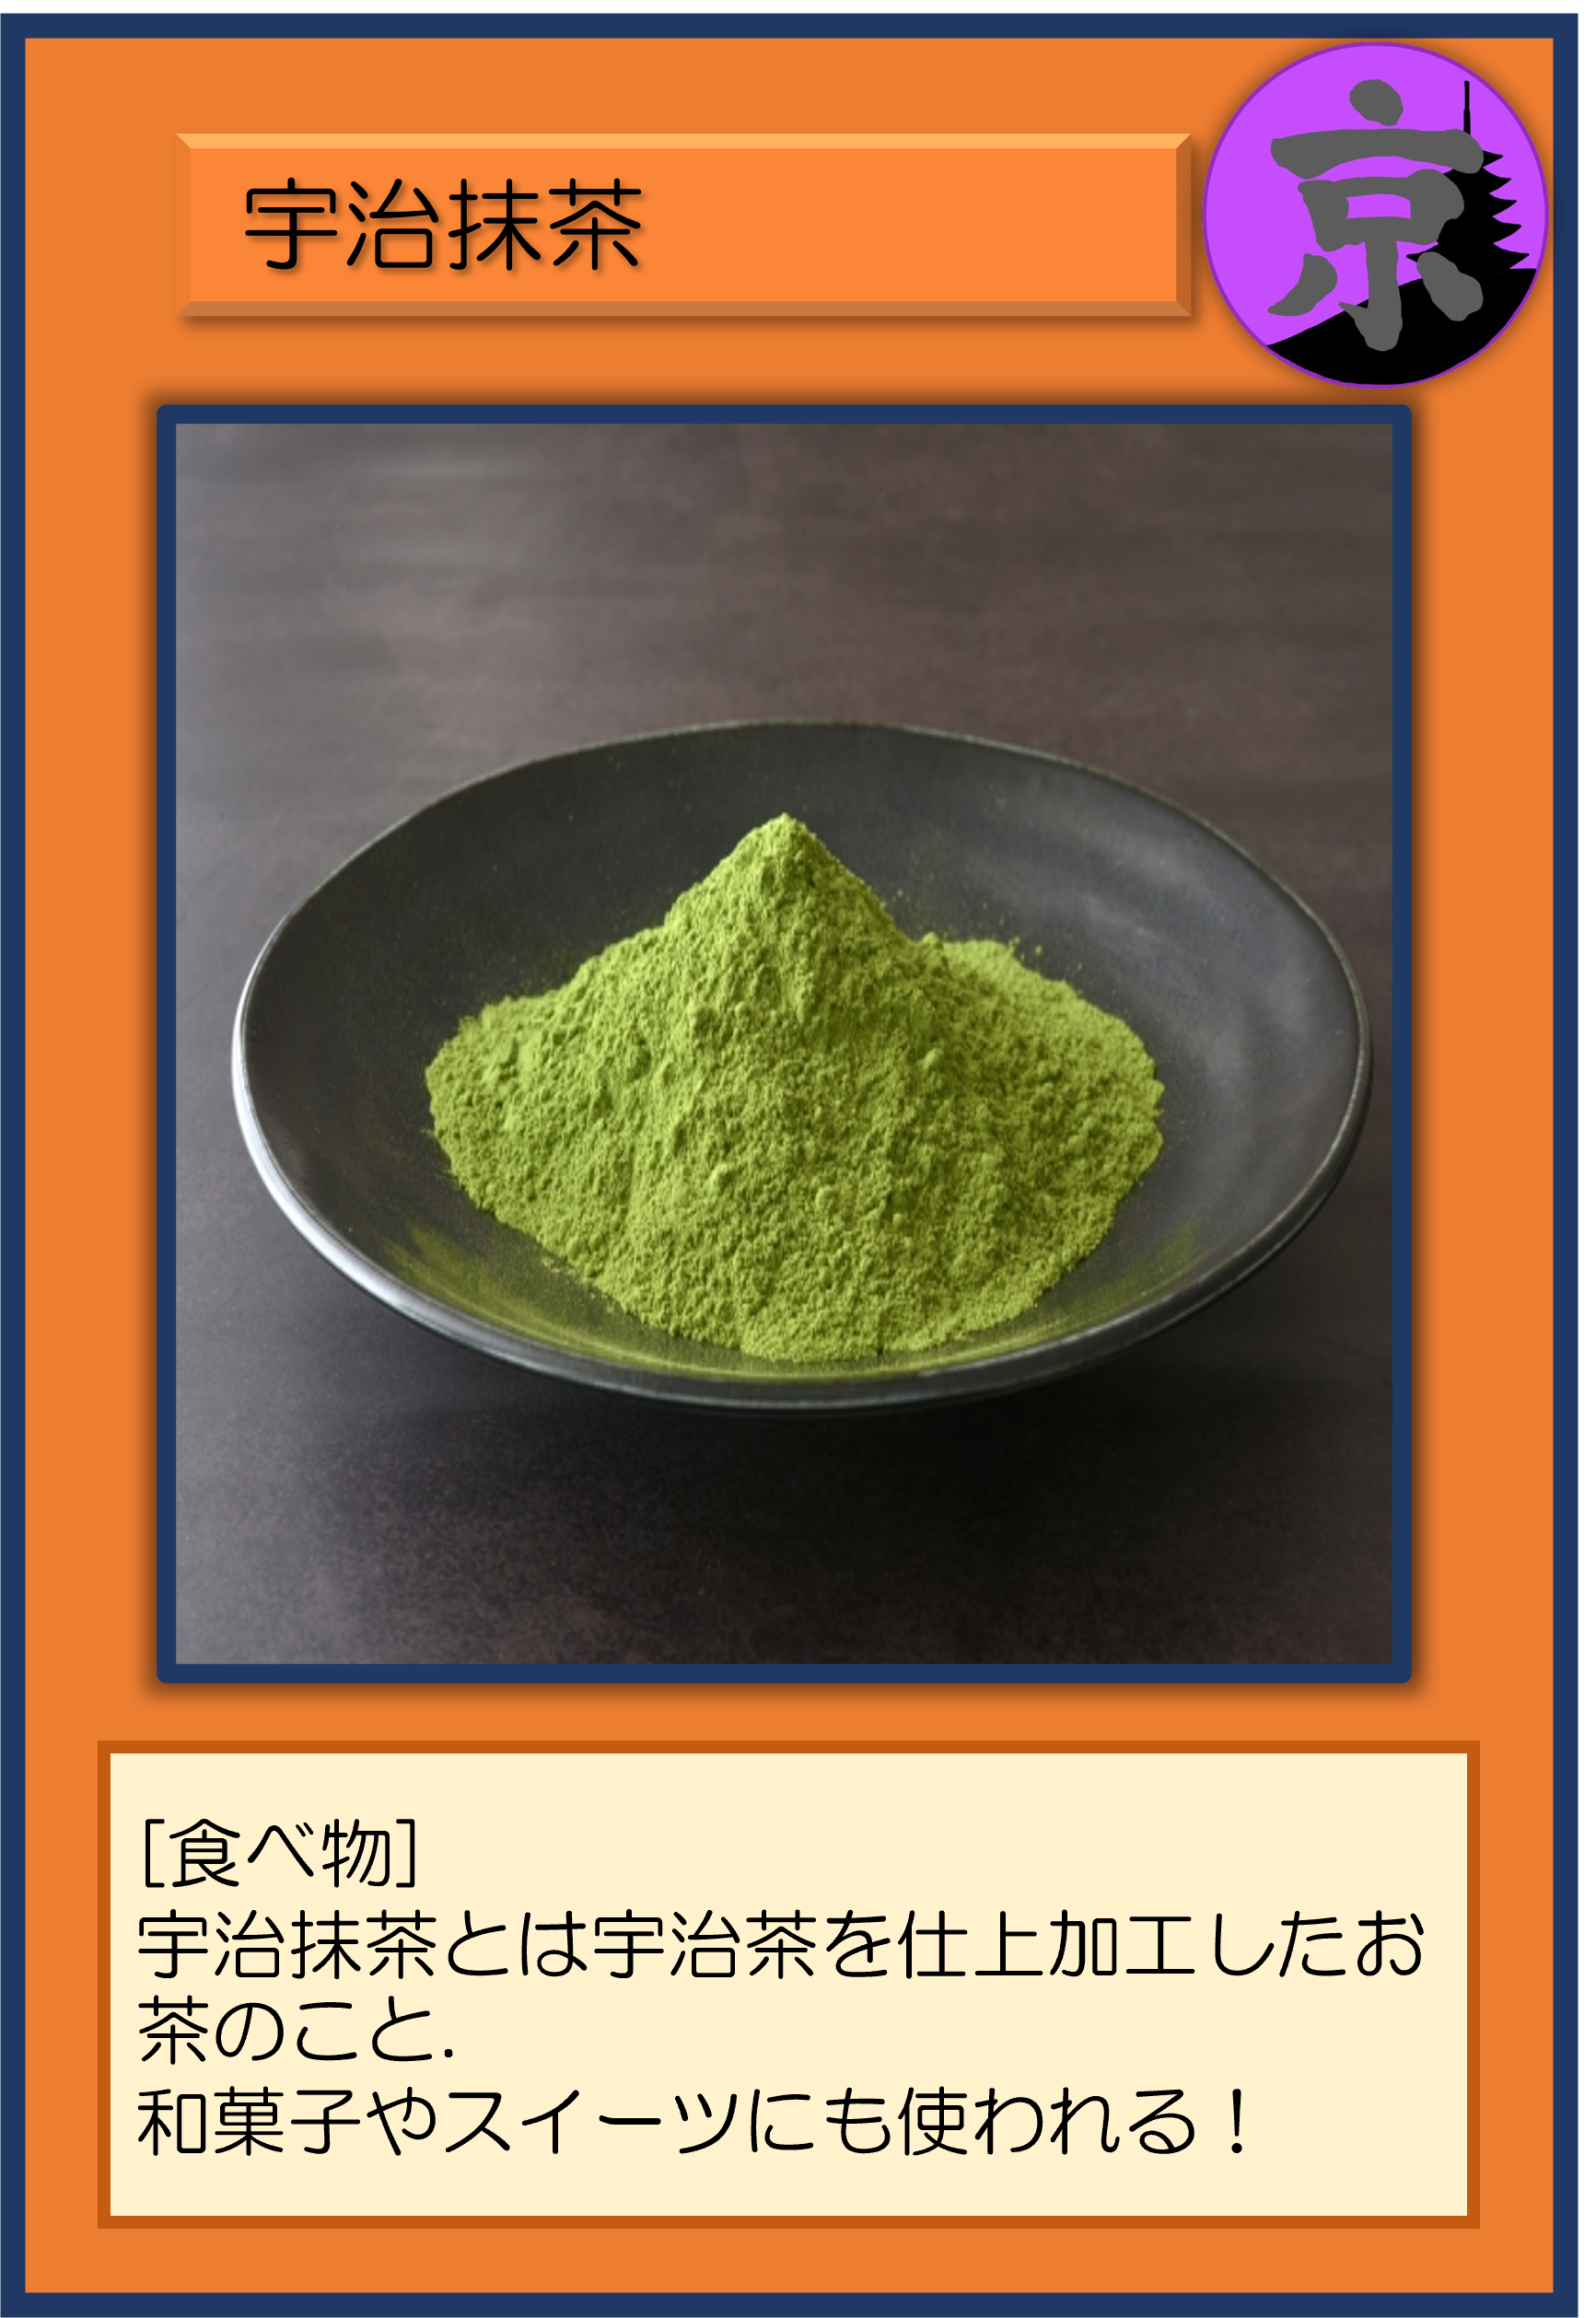 宇治抹茶
京
[食べ物]
宇治抹茶とは宇治茶を仕上加工したお
茶のこと.
和菓子やスイーツにも使われる！